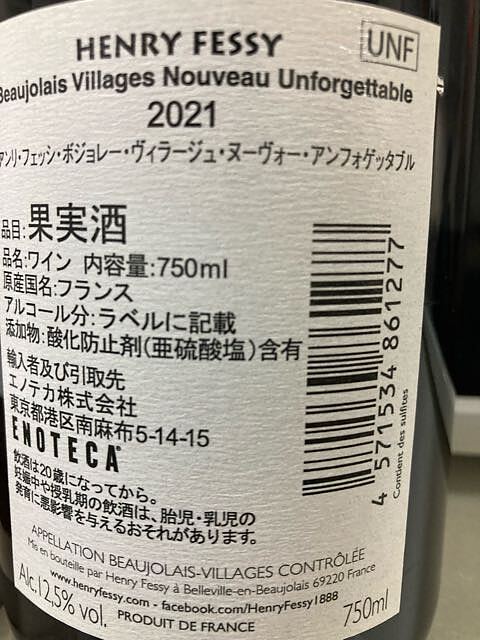 HENRY FESSY
UNF
Beaujolais Villages Nouveau Unforgettable
2021
アンリ・フェッシ・ボジョレー・ヴィラージュ・ヌーヴォー・アンフォゲッタブル
品目:果実酒
品名:ワイン 内容量:750ml
原産国名:フランス
アルコール分:ラベルに記載
添加物:酸化防止剤(亜硫酸塩)含有
輸入者及び引取先
エノテカ株式会社
東京都港区南麻布5-14-15
ENOTECA
飲酒は20歳になってから。
妊娠中や授乳期の飲酒は、胎児・乳児の
発育に悪影響を与えるおそれがあります。
4 571534 861277
Contient des sulfites
APPELLATION BEAUJOLAIS-VILLAGES CONTRÔLÉE
Mis en bouteille par Henry Fessy à Belleville-en-Beaujolais 69220 France
www.henryfessy.com - facebook.com/HenryFessy1888
Alc.12,5% vol. PRODUIT DE FRANCE 750ml